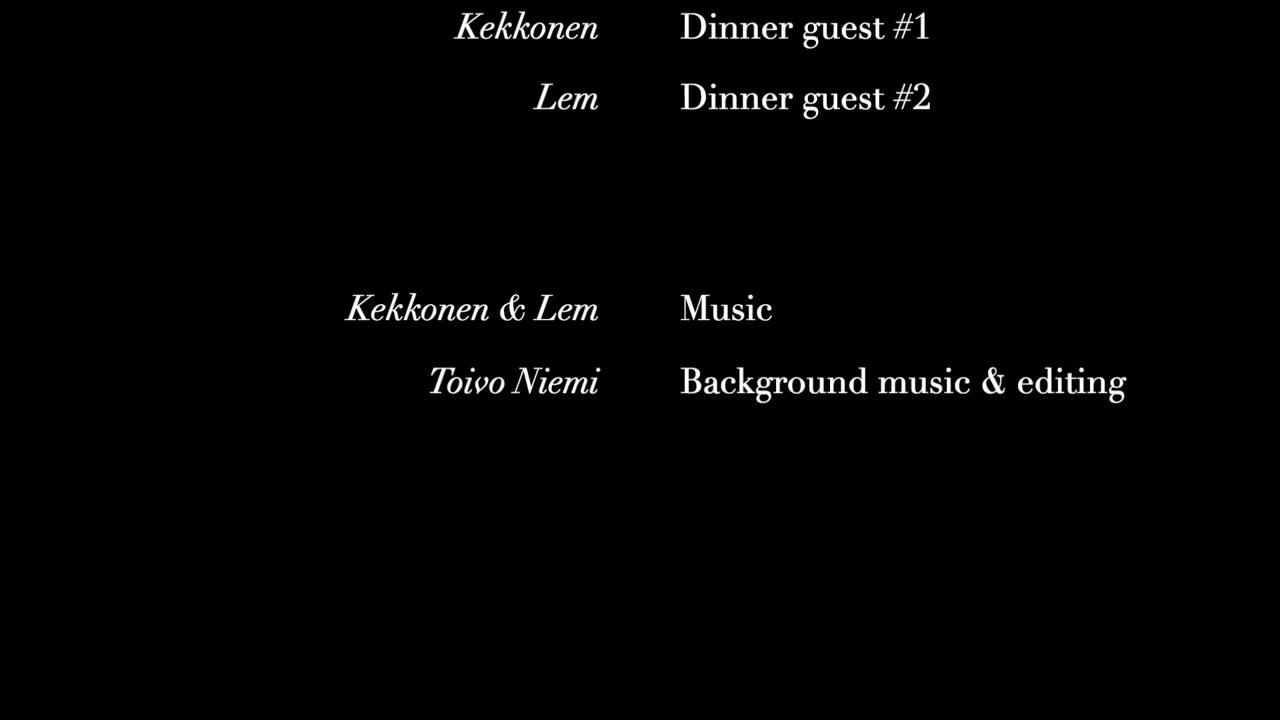 Kekkonen Dinner guest #1
Lem Dinner guest #2
Kekkonen & Lem Music
Toivo Niemi Background music & editing